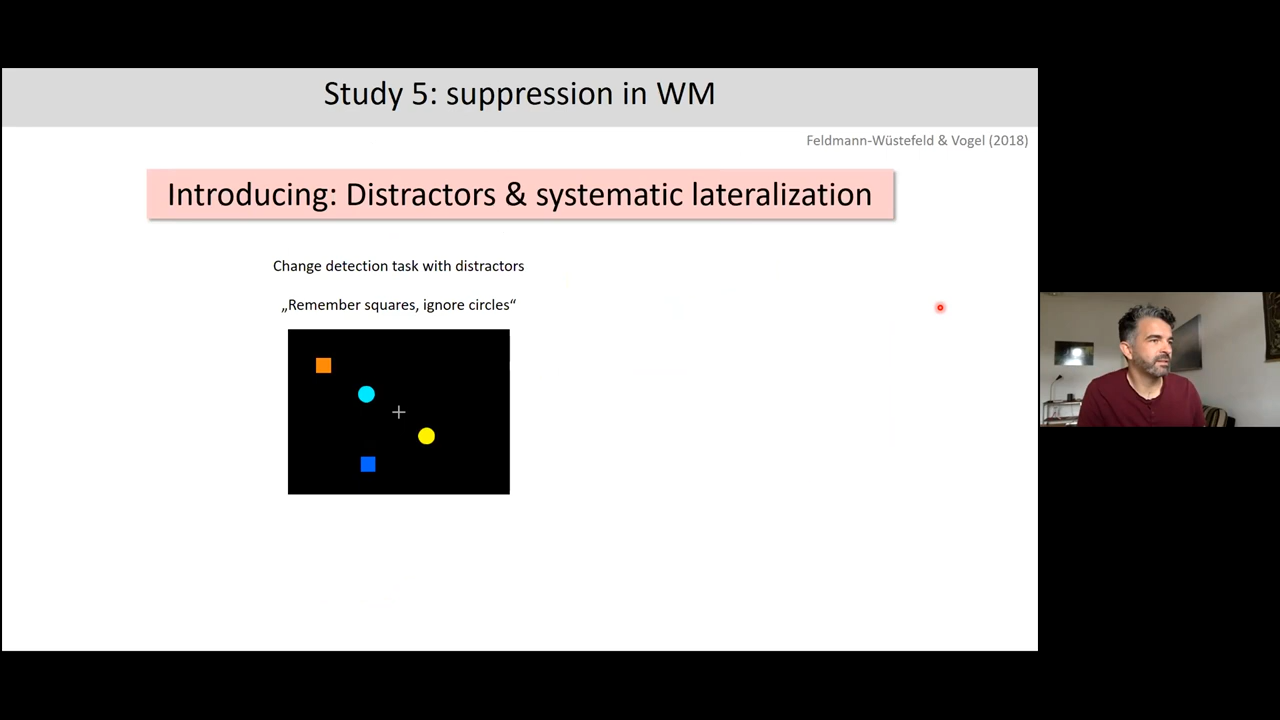 Study 5: suppression in WM
Feldmann-Wüstefeld & Vogel (2018)
Introducing: Distractors & systematic lateralization
Change detection task with distractors
„Remember squares, ignore circles“